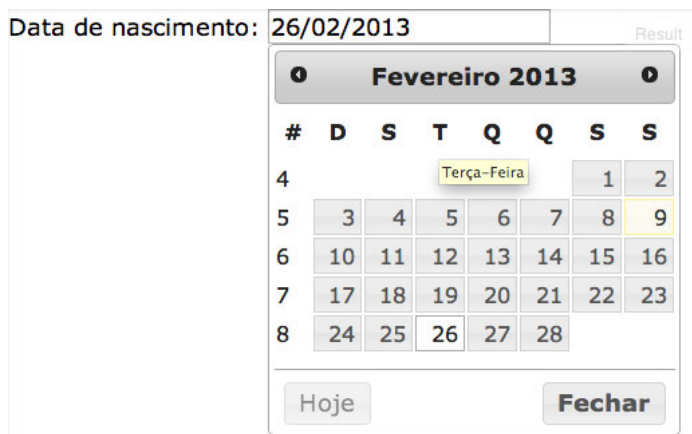 Data de nascimento: 26/02/2013
Result
Fevereiro 2013
# D S T Q Q S S
Terça-Feira
4 1 2
5 3 4 5 6 7 8 9
6 10 11 12 13 14 15 16
7 17 18 19 20 21 22 23
8 24 25 26 27 28
Hoje Fechar